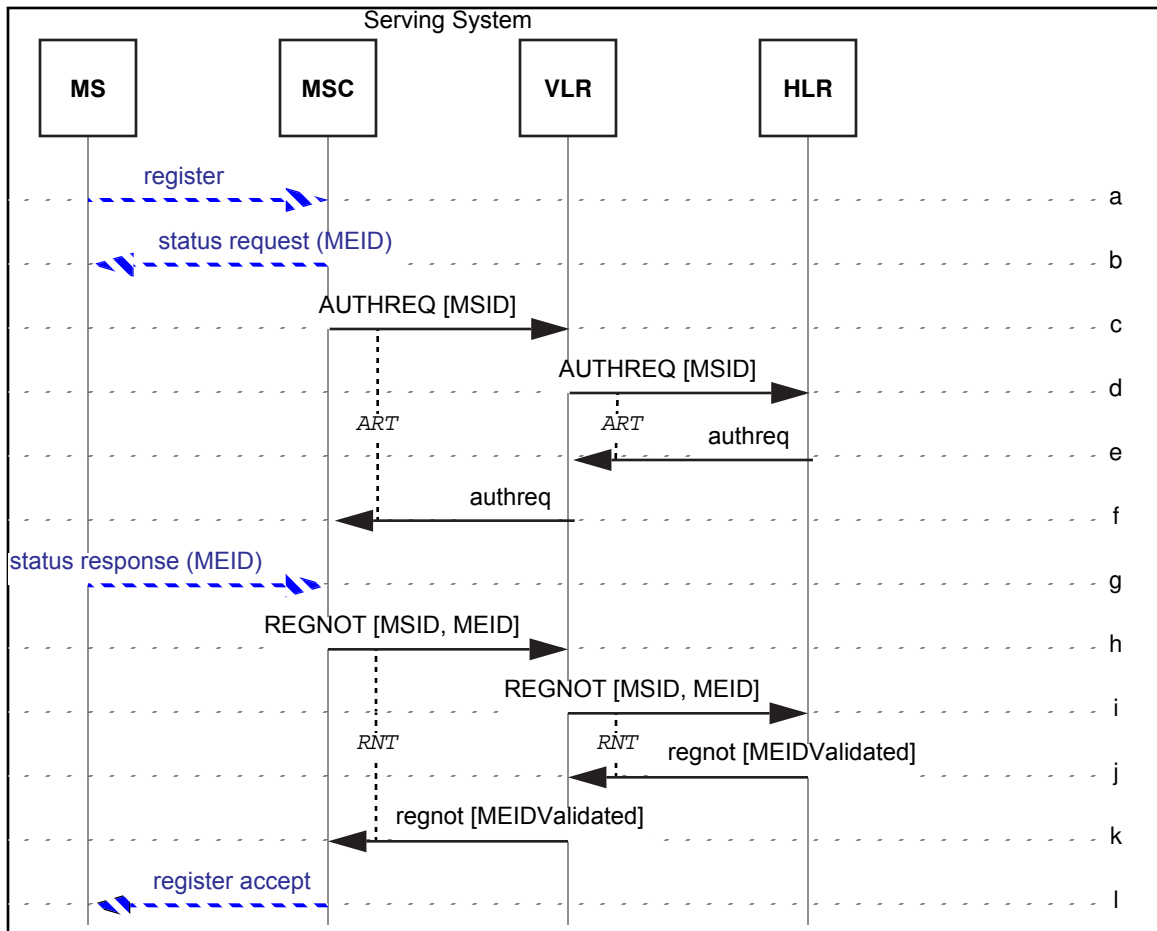 Serving System
MS
MSC
VLR
HLR
register
a
status request (MEID)
b
AUTHREQ [MSID]
c
AUTHREQ [MSID]
d
ART
ART
authreq
e
authreq
f
status response (MEID)
g
REGNOT [MSID, MEID]
h
REGNOT [MSID, MEID]
i
RNT
RNT
regnot [MEIDValidated]
j
regnot [MEIDValidated]
k
register accept
l